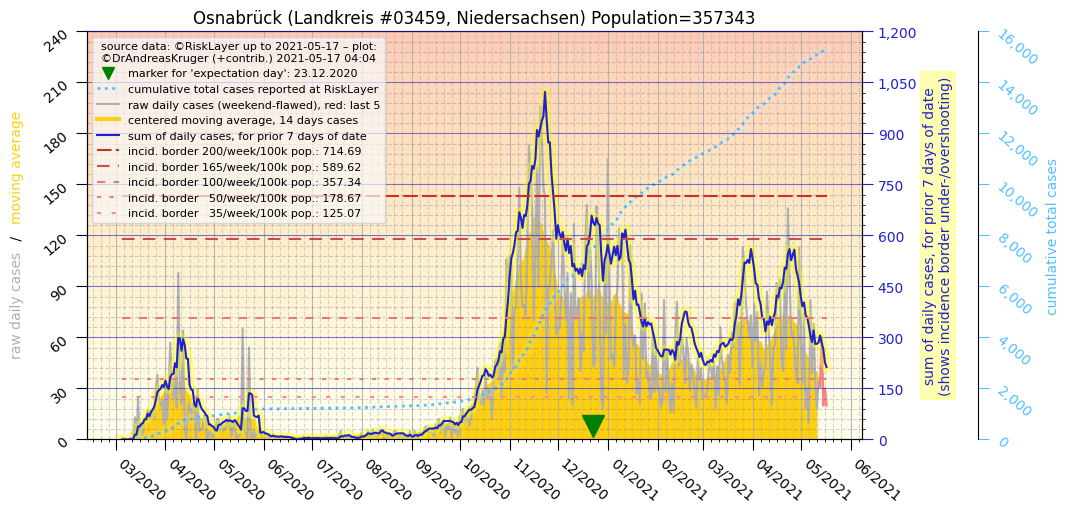 Osnabrück (Landkreis #03459, Niedersachsen) Population=357343
source data: ©RiskLayer up to 2021-05-17 – plot:
©DrAndreasKruger (+contrib.) 2021-05-17 04:04
marker for 'expectation day': 23.12.2020
cumulative total cases reported at RiskLayer
raw daily cases (weekend-flawed), red: last 5
centered moving average, 14 days cases
sum of daily cases, for prior 7 days of date
incid. border 200/week/100k pop.: 714.69
incid. border 165/week/100k pop.: 589.62
incid. border 100/week/100k pop.: 357.34
incid. border   50/week/100k pop.: 178.67
incid. border   35/week/100k pop.: 125.07
raw daily cases / moving average
240
210
180
150
120
90
60
30
0
03/2020
04/2020
05/2020
06/2020
07/2020
08/2020
09/2020
10/2020
11/2020
12/2020
01/2021
02/2021
03/2021
04/2021
05/2021
06/2021
1,200
1,050
900
750
600
450
300
150
0
sum of daily cases, for prior 7 days of date
(shows incidence border under-/overshooting)
16,000
14,000
12,000
10,000
8,000
6,000
4,000
2,000
0
cumulative total cases